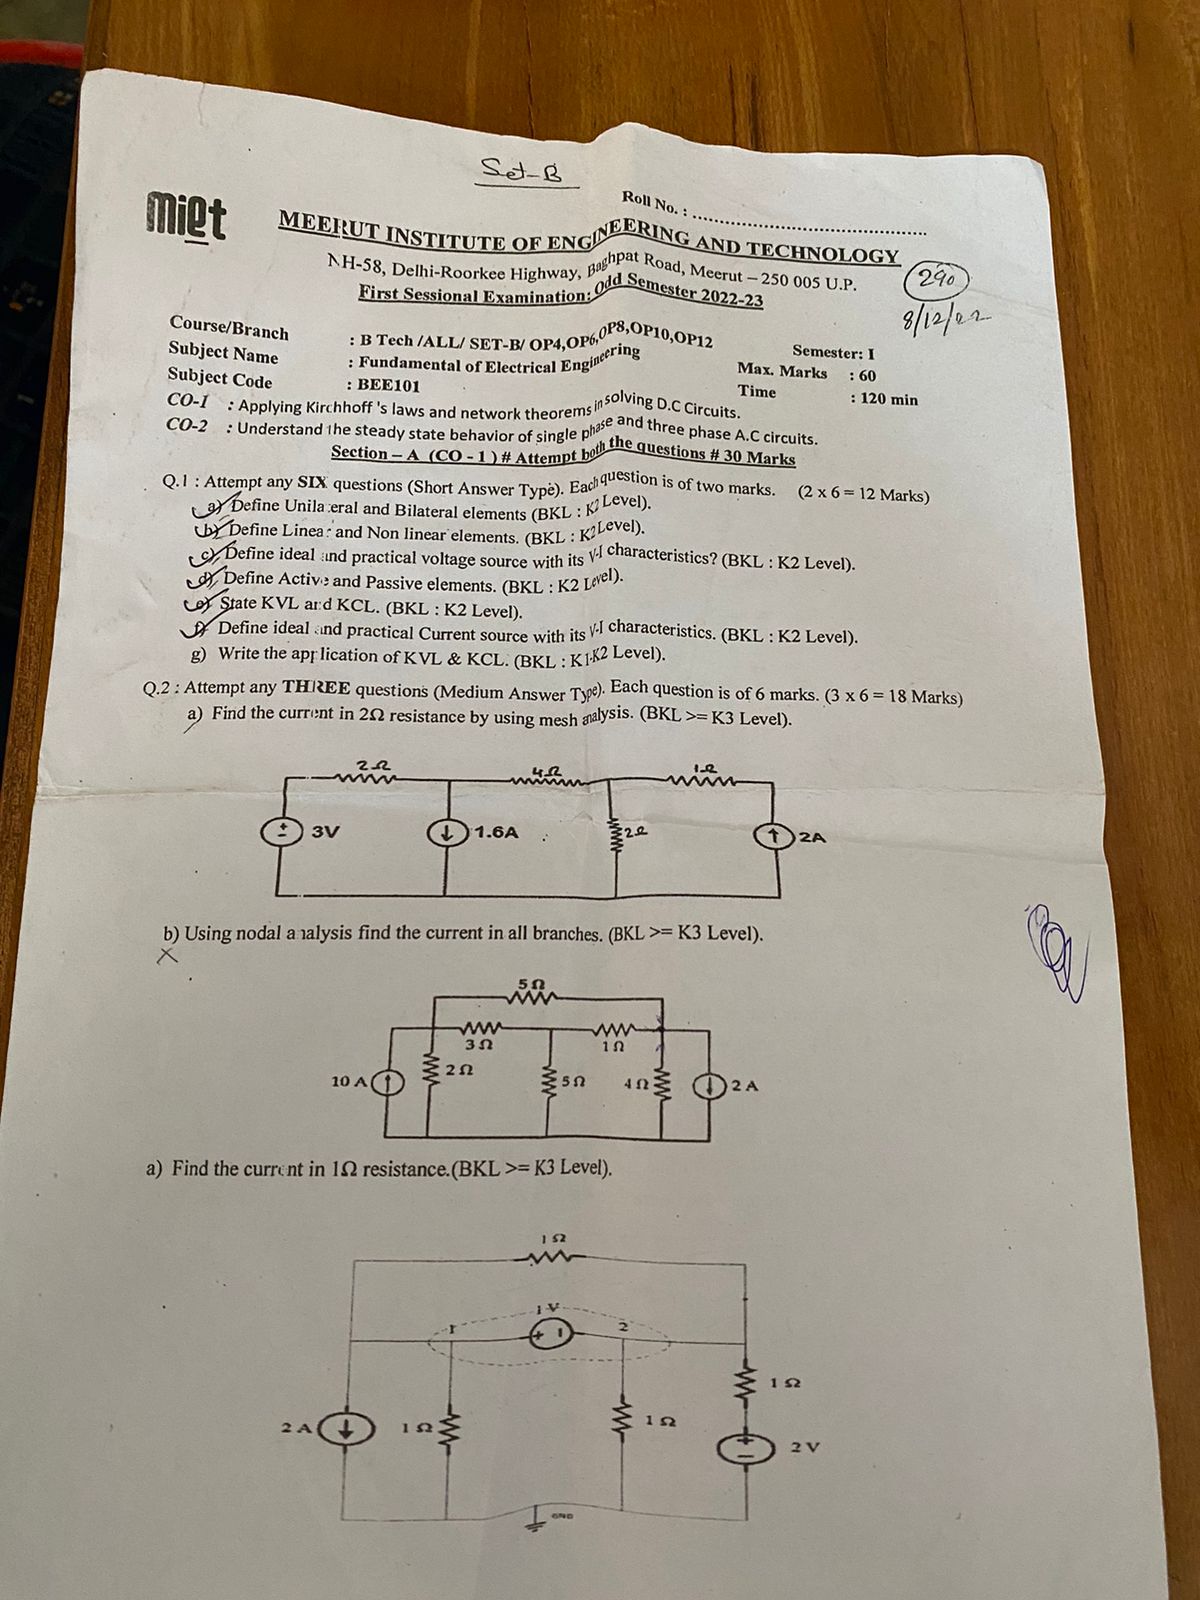 Set-B
Roll No. : ..........................................
miet
MEERUT INSTITUTE OF ENGINEERING AND TECHNOLOGY
NH-58, Delhi-Roorkee Highway, Baghpat Road, Meerut – 250 005 U.P.
290
First Sessional Examination: Odd Semester 2022-23
8/12/22
Course/Branch : B Tech /ALL/ SET-B/ OP4,OP6,OP8,OP10,OP12 Semester: I
Subject Name : Fundamental of Electrical Engineering Max. Marks : 60
Subject Code : BEE101 Time : 120 min
CO-1 : Applying Kirchhoff 's laws and network theorems in solving D.C Circuits.
CO-2 : Understand the steady state behavior of single phase and three phase A.C circuits.
Section – A (CO - 1 ) # Attempt both the questions # 30 Marks
Q.1 : Attempt any SIX questions (Short Answer Type). Each question is of two marks. (2 x 6 = 12 Marks)
a) Define Unilateral and Bilateral elements (BKL : K2 Level).
b) Define Linear and Non linear elements. (BKL : K2 Level).
c) Define ideal and practical voltage source with its V-I characteristics? (BKL : K2 Level).
d) Define Active and Passive elements. (BKL : K2 Level).
e) State KVL and KCL. (BKL : K2 Level).
f) Define ideal and practical Current source with its V-I characteristics. (BKL : K2 Level).
g) Write the application of KVL & KCL. (BKL : K1-K2 Level).
Q.2 : Attempt any THREE questions (Medium Answer Type). Each question is of 6 marks. (3 x 6 = 18 Marks)
a) Find the current in 2Ω resistance by using mesh analysis. (BKL >= K3 Level).
2Ω 4Ω 1Ω
3V 1.6A 2Ω 2A
b) Using nodal analysis find the current in all branches. (BKL >= K3 Level).
5Ω
3Ω 1Ω
10 A 2Ω 5Ω 4Ω 2 A
a) Find the current in 1Ω resistance.(BKL >= K3 Level).
1Ω
1 V
1 2
1Ω
2 A 1Ω 1Ω
2 V
GND